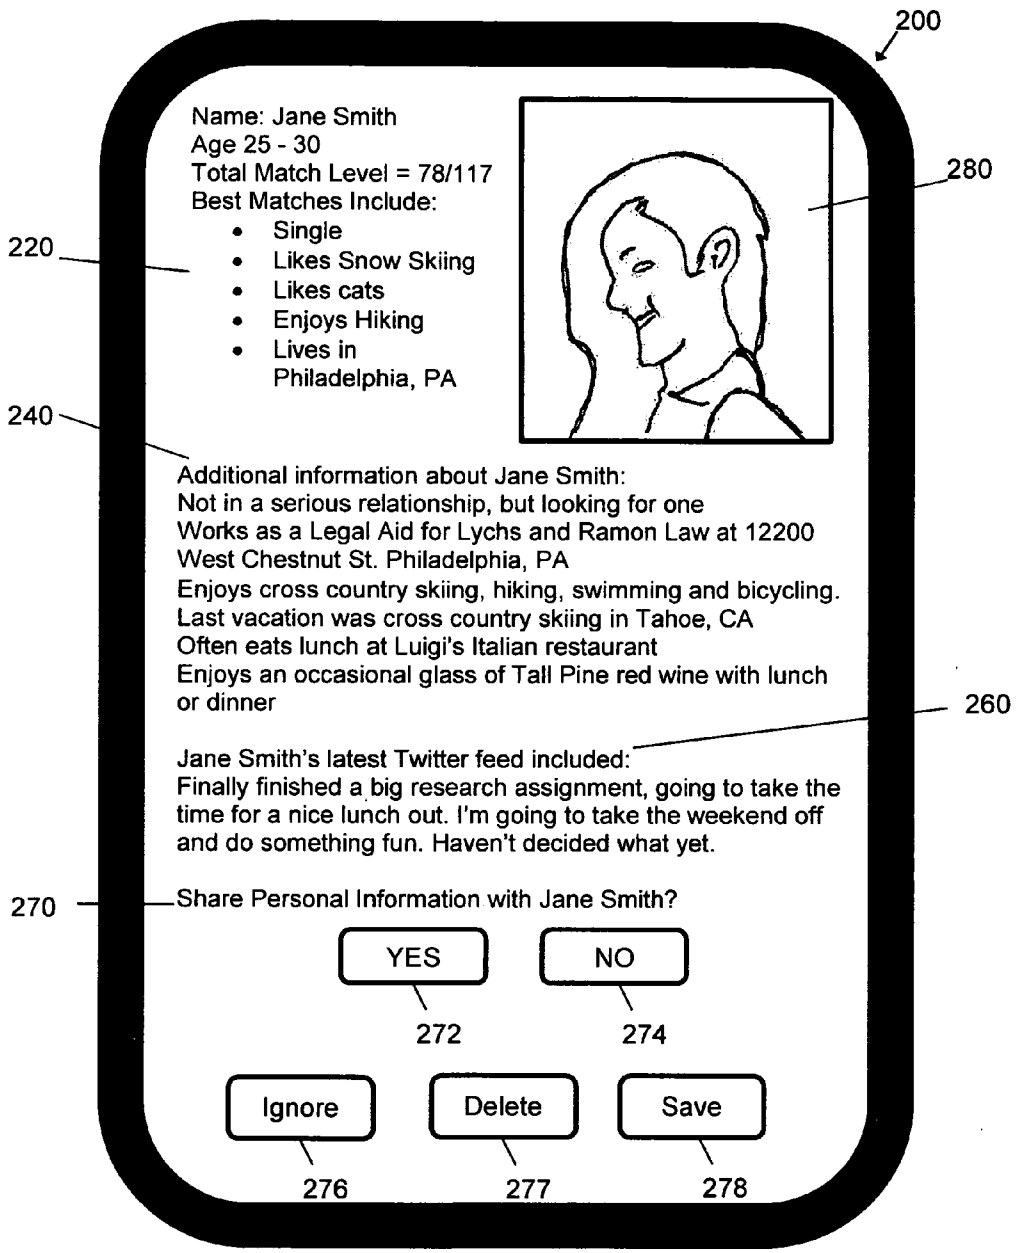 200
Name: Jane Smith
Age 25 - 30
Total Match Level = 78/117
280
Best Matches Include:
• Single
220
• Likes Snow Skiing
• Likes cats
• Enjoys Hiking
• Lives in
Philadelphia, PA
240
Additional information about Jane Smith:
Not in a serious relationship, but looking for one
Works as a Legal Aid for Lychs and Ramon Law at 12200
West Chestnut St. Philadelphia, PA
Enjoys cross country skiing, hiking, swimming and bicycling.
Last vacation was cross country skiing in Tahoe, CA
Often eats lunch at Luigi's Italian restaurant
Enjoys an occasional glass of Tall Pine red wine with lunch
or dinner
260
Jane Smith's latest Twitter feed included:
Finally finished a big research assignment, going to take the
time for a nice lunch out. I'm going to take the weekend off
and do something fun. Haven't decided what yet.
270
Share Personal Information with Jane Smith?
YES NO
272 274
Ignore Delete Save
276 277 278